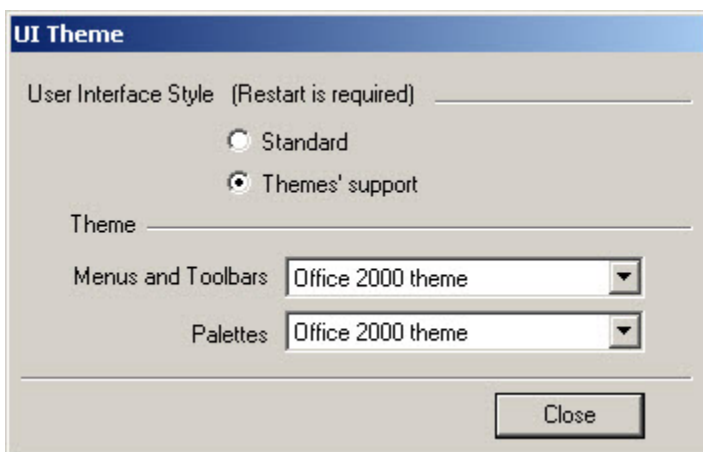 UI Theme
User Interface Style (Restart is required)
Standard
Themes' support
Theme
Menus and Toolbars Office 2000 theme
Palettes Office 2000 theme
Close